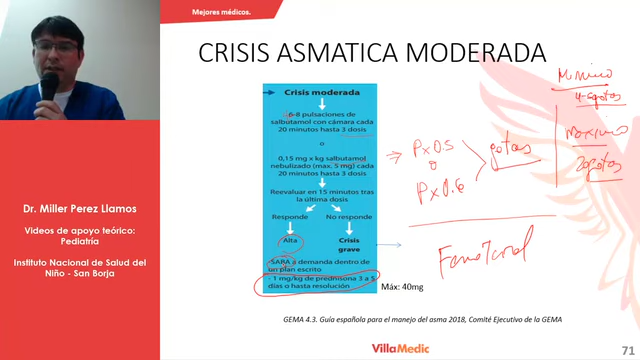 Mejores médicos.
CRISIS ASMATICA MODERADA
Crisis moderada
6-8 pulsaciones de
salbutamol con cámara cada
20 minutos hasta 3 dosis
o
0,15 mg x kg salbutamol
nebulizado (max. 5 mg) cada
20 minutos hasta 3 dosis
Reevaluar en 15 minutos tras
la última dosis
Responde
No responde
Alta
Crisis
grave
-SARA a demanda dentro de
un plan escrito
- 1 mg/kg de prednisona 3 a 5
días o hasta resolución
Máx: 40mg
P x 0.5
o
P x 0.6
gotas
Minimo
4 gotas
maximo
20 gotas
Fenoterol
Dr. Miller Perez Llamos
Videos de apoyo teórico:
Pediatría
Instituto Nacional de Salud del
Niño - San Borja
GEMA 4.3. Guía española para el manejo del asma 2018, Comité Ejecutivo de la GEMA
VillaMedic
71